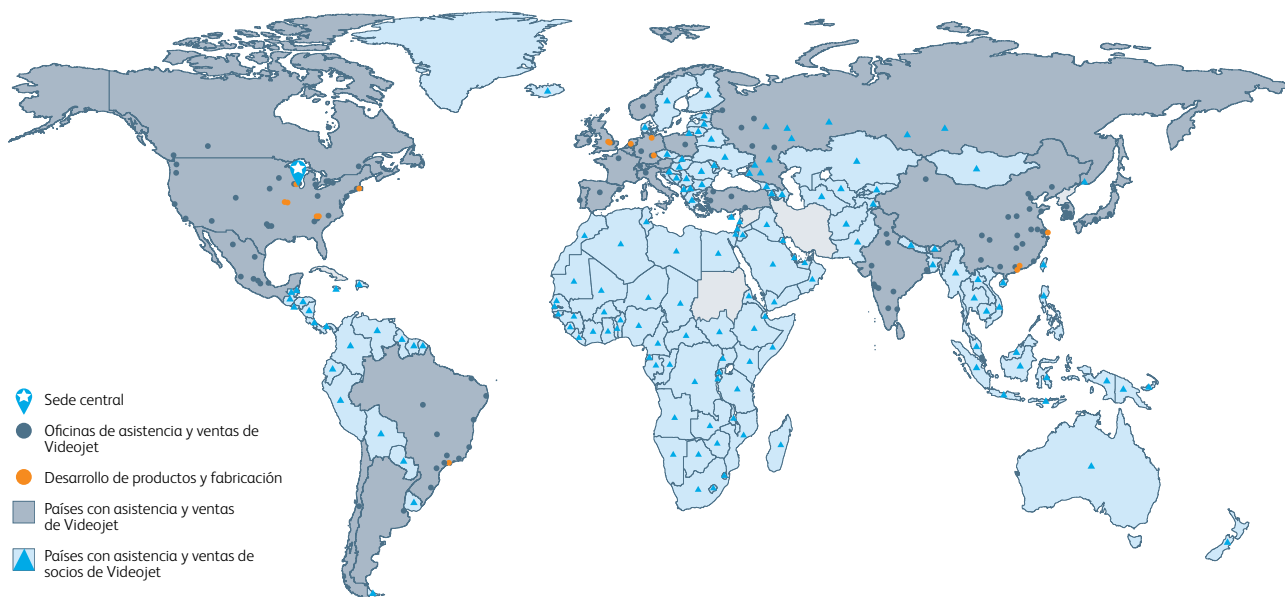 Sede central
Oficinas de asistencia y ventas de
Videojet
Desarrollo de productos y fabricación
Países con asistencia y ventas
de Videojet
Países con asistencia y ventas de
socios de Videojet